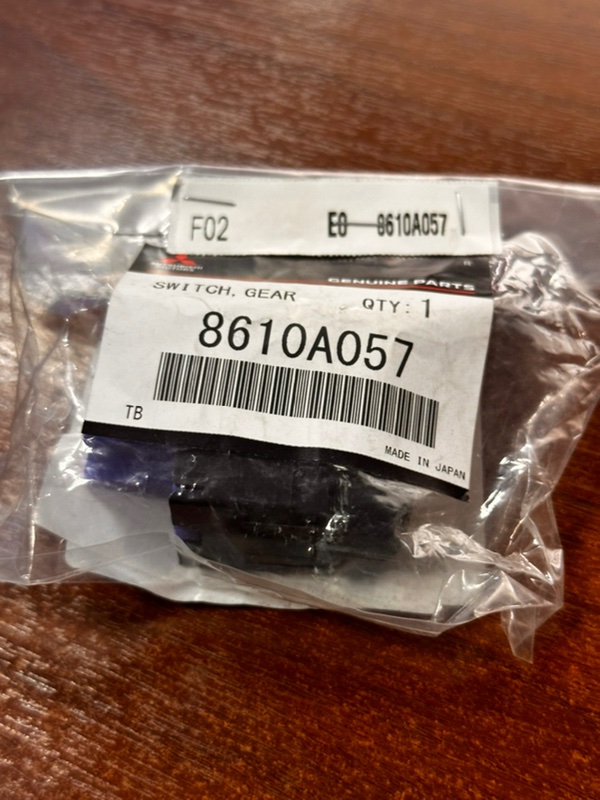 F02 E0 8610A057
GENUINE PARTS
SWITCH, GEAR QTY: 1
8610A057
TB
MADE IN JAPAN